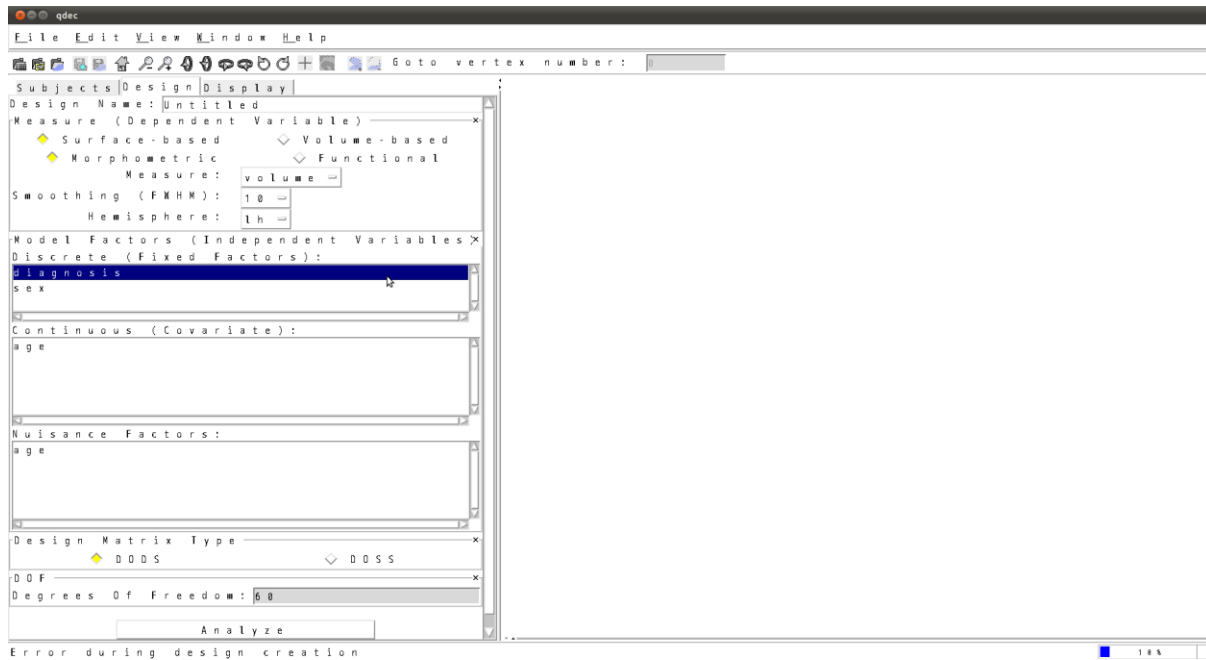 qdec
File Edit View Window Help
Goto vertex number: 0
Subjects Design Display
Design Name: Untitled
Measure (Dependent Variable)
Surface-based Volume-based
Morphometric Functional
Measure: volume
Smoothing (FWHM): 10
Hemisphere: lh
Model Factors (Independent Variables)
Discrete (Fixed Factors):
diagnosis
sex
Continuous (Covariate):
age
Nuisance Factors:
age
Design Matrix Type
DODS DOSS
DOF
Degrees Of Freedom: 60
Analyze
Error during design creation
10%